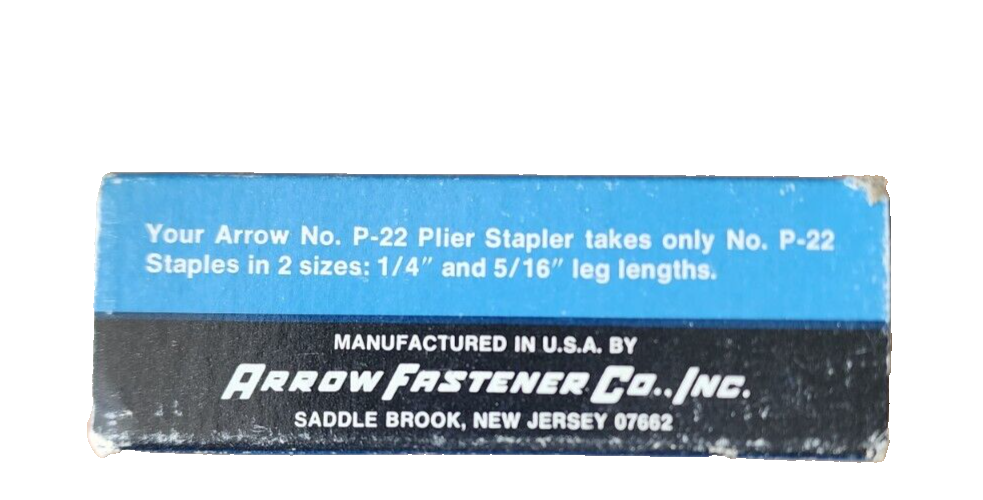 Your Arrow No. P-22 Plier Stapler takes only No. P-22
Staples in 2 sizes: 1/4" and 5/16" leg lengths.
MANUFACTURED IN U.S.A. BY
ARROW FASTENER CO., INC.
SADDLE BROOK, NEW JERSEY 07662